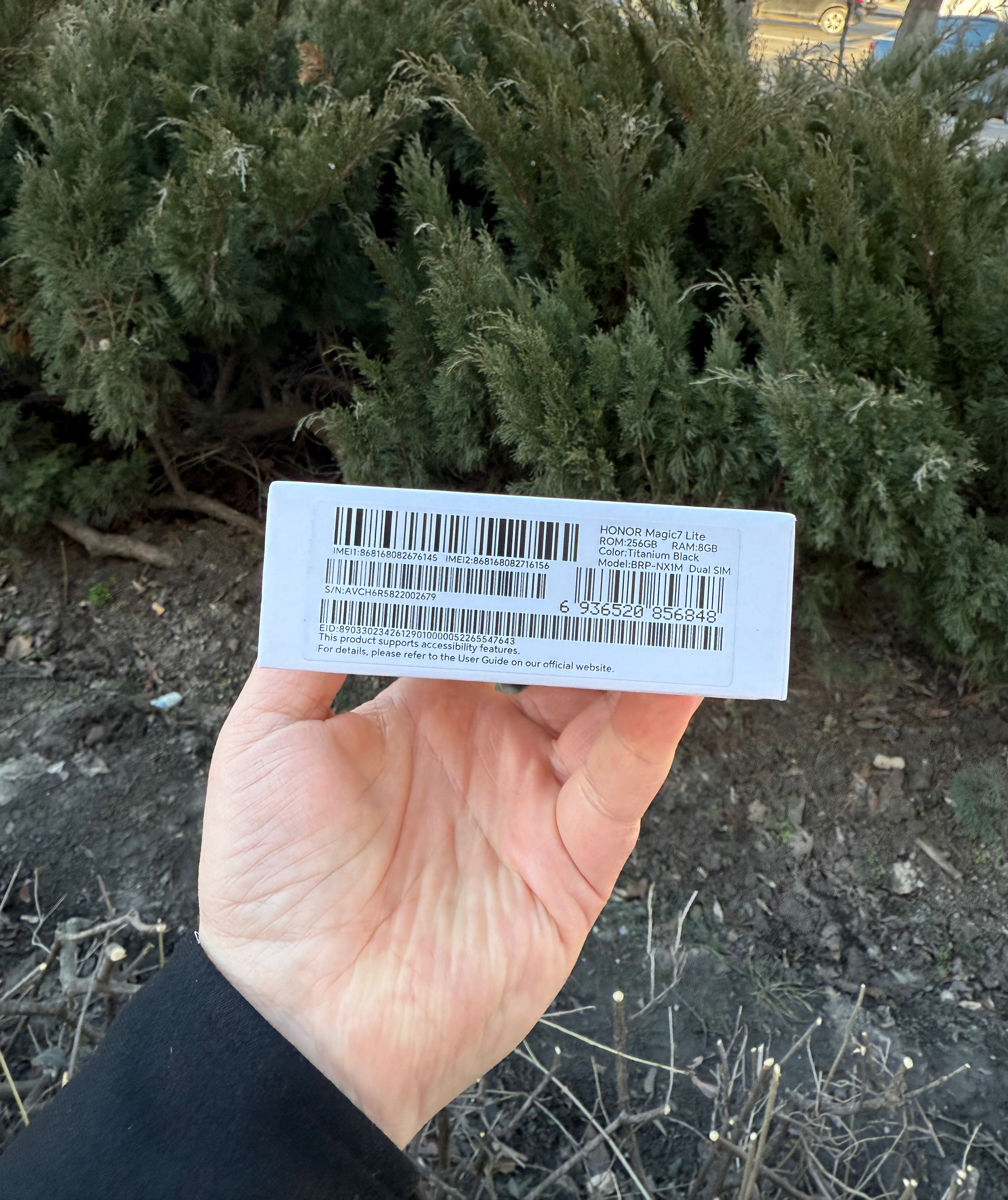 HONOR Magic7 Lite
ROM:256GB RAM:8GB
Color:Titanium Black
Model:BRP-NX1M Dual SIM
IMEI1:868168082676145 IMEI2:868168082716156
S/N:AVCH6R5822002679
6 936520 856848
EID:89033023426129010000052265547643
This product supports accessibility features.
For details, please refer to the User Guide on our official website.